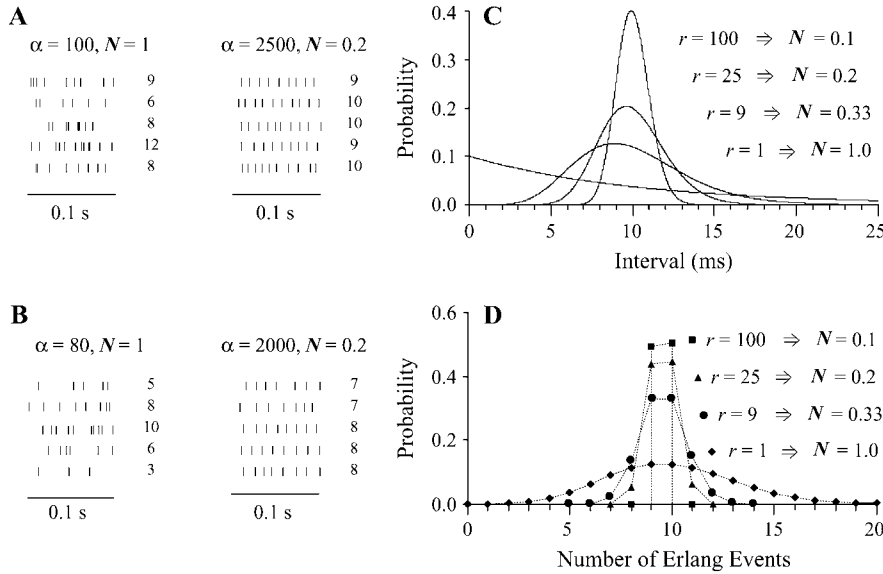 A
α = 100, N = 1
9
6
8
12
8
0.1 s
α = 2500, N = 0.2
9
10
10
9
10
0.1 s
B
α = 80, N = 1
5
8
10
6
3
0.1 s
α = 2000, N = 0.2
7
7
8
8
8
0.1 s
C
Probability
0.4
0.3
0.2
0.1
0.0
r = 100 ⇒ N = 0.1
r = 25 ⇒ N = 0.2
r = 9 ⇒ N = 0.33
r = 1 ⇒ N = 1.0
0 5 10 15 20 25
Interval (ms)
D
Probability
0.6
0.4
0.2
0.0
r = 100 ⇒ N = 0.1
r = 25 ⇒ N = 0.2
r = 9 ⇒ N = 0.33
r = 1 ⇒ N = 1.0
0 5 10 15 20
Number of Erlang Events